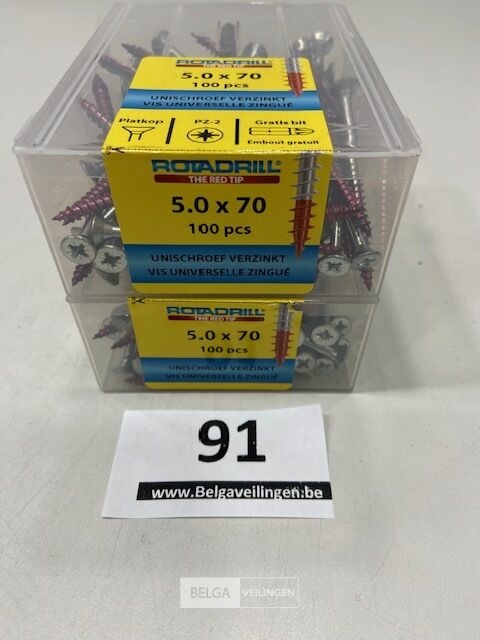 ROTADRILL
THE RED TIP
5.0 x 70
100 pcs
UNISCHROEF VERZINKT
VIS UNIVERSELLE ZINGUÉ
Platkop
PZ-2
Gratis bit
Embout gratuit
ROTADRILL®
THE RED TIP
5.0 x 70
100 pcs
UNISCHROEF VERZINKT
VIS UNIVERSELLE ZINGUÉ
ROTADRILL
THE RED TIP
5.0 x 70
100 pcs
UNISCHROEF VERZINKT
VIS UNIVERSELLE ZINGUÉ
91
www.Belgaveilingen.be
BELGA VEILINGEN